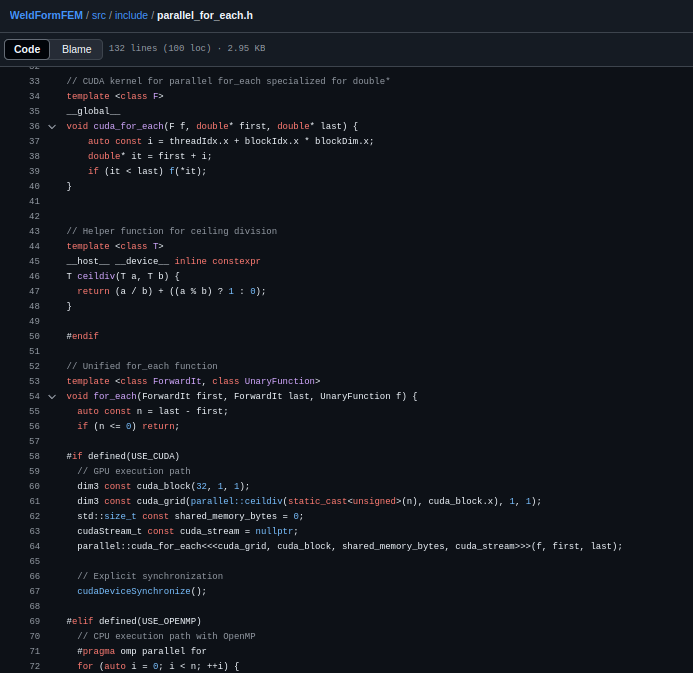 WeldFormFEM / src / include / parallel_for_each.h
Code Blame 132 lines (100 loc) · 2.95 KB
32
33 // CUDA kernel for parallel for_each specialized for double*
34 template <class F>
35 __global__
36 void cuda_for_each(F f, double* first, double* last) {
37 auto const i = threadIdx.x + blockIdx.x * blockDim.x;
38 double* it = first + i;
39 if (it < last) f(*it);
40 }
41
42
43 // Helper function for ceiling division
44 template <class T>
45 __host__ __device__ inline constexpr
46 T ceildiv(T a, T b) {
47 return (a / b) + ((a % b) ? 1 : 0);
48 }
49
50 #endif
51
52 // Unified for_each function
53 template <class ForwardIt, class UnaryFunction>
54 void for_each(ForwardIt first, ForwardIt last, UnaryFunction f) {
55 auto const n = last - first;
56 if (n <= 0) return;
57
58 #if defined(USE_CUDA)
59 // GPU execution path
60 dim3 const cuda_block(32, 1, 1);
61 dim3 const cuda_grid(parallel::ceildiv(static_cast<unsigned>(n), cuda_block.x), 1, 1);
62 std::size_t const shared_memory_bytes = 0;
63 cudaStream_t const cuda_stream = nullptr;
64 parallel::cuda_for_each<<<cuda_grid, cuda_block, shared_memory_bytes, cuda_stream>>>(f, first, last);
65
66 // Explicit synchronization
67 cudaDeviceSynchronize();
68
69 #elif defined(USE_OPENMP)
70 // CPU execution path with OpenMP
71 #pragma omp parallel for
72 for (auto i = 0; i < n; ++i) {